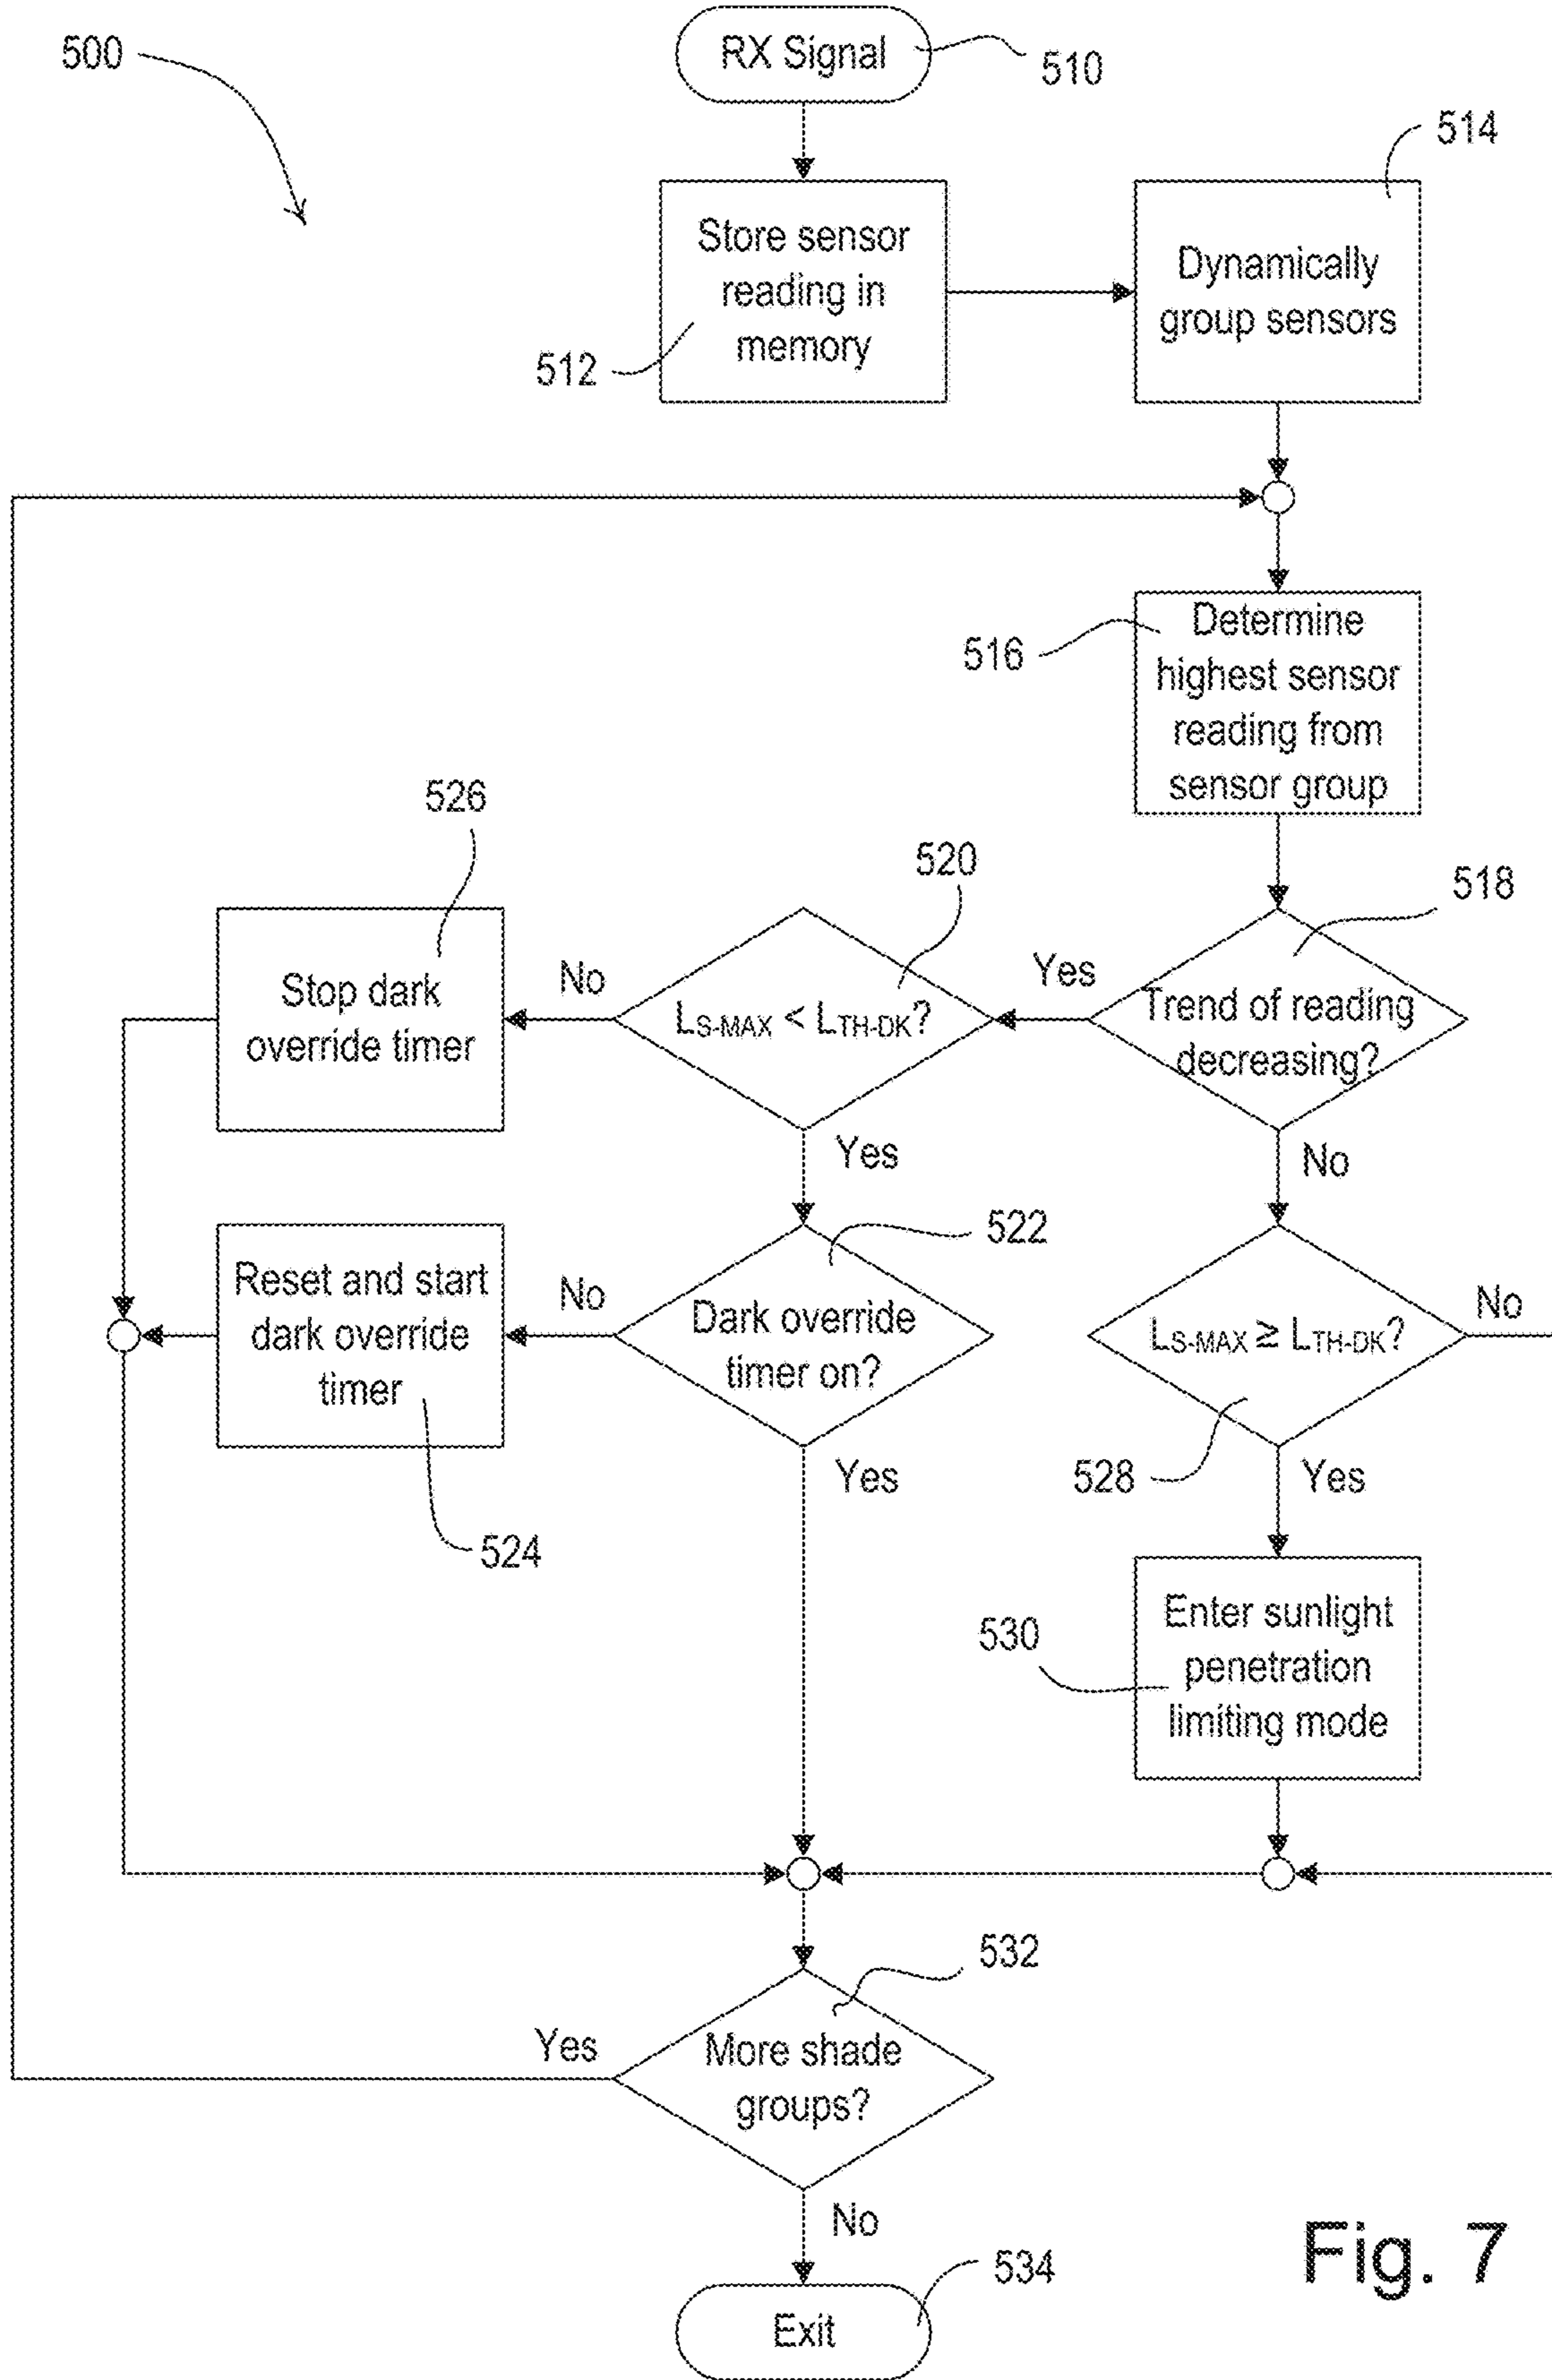 500
RX Signal
510
514
Store sensor
reading in
memory
512
Dynamically
group sensors
516
Determine
highest sensor
reading from
sensor group
526
520
518
Stop dark
override timer
No
LS-MAX < LTH-DK?
Yes
Trend of reading
decreasing?
Yes
No
522
Reset and start
dark override
timer
No
Dark override
timer on?
LS-MAX ≥ LTH-DK?
No
524
Yes
528
Yes
530
Enter sunlight
penetration
limiting mode
532
Yes
More shade
groups?
No
534
Exit
Fig. 7